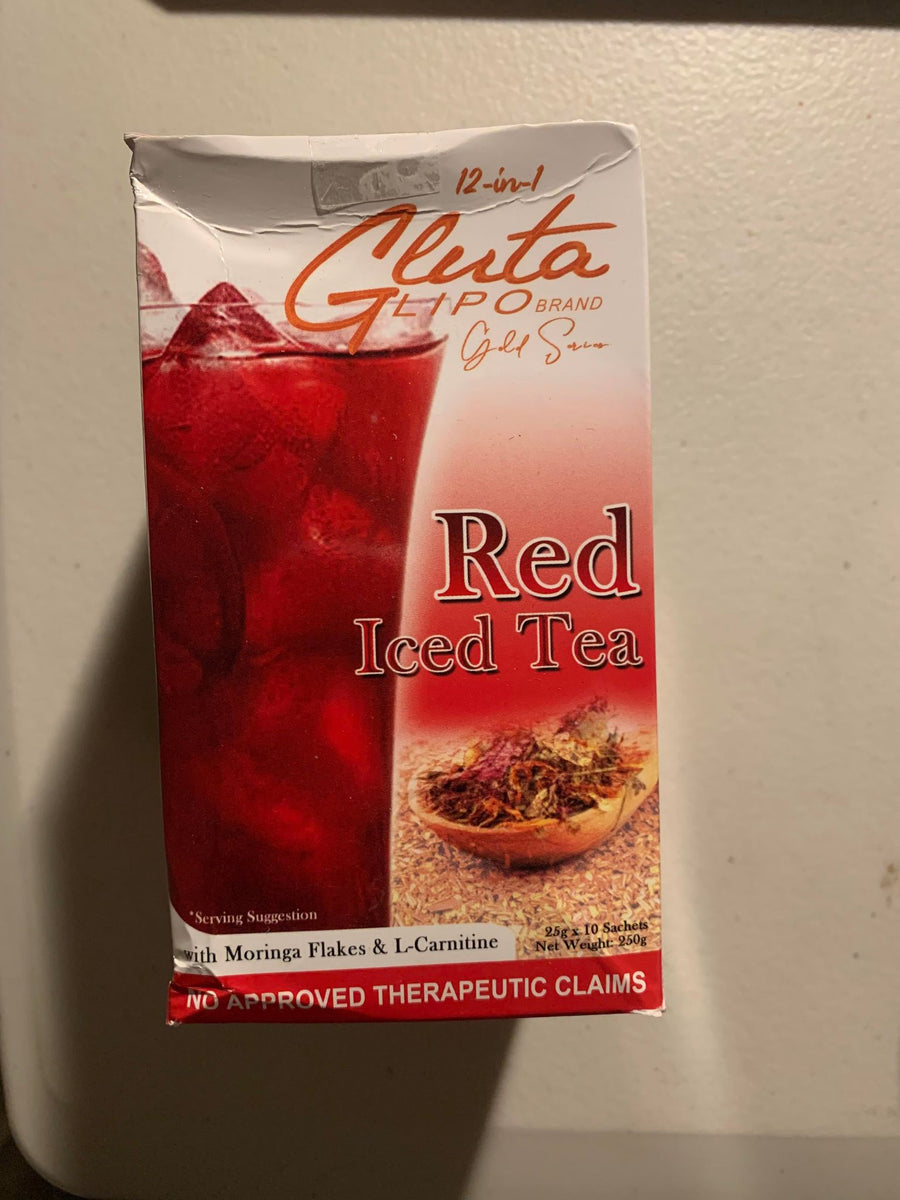 12-in-1
Gluta
LIPO BRAND
Gold Series
Red
Iced Tea
*Serving Suggestion
with Moringa Flakes & L-Carnitine
25g x 10 Sachets
Net Weight: 250g
NO APPROVED THERAPEUTIC CLAIMS